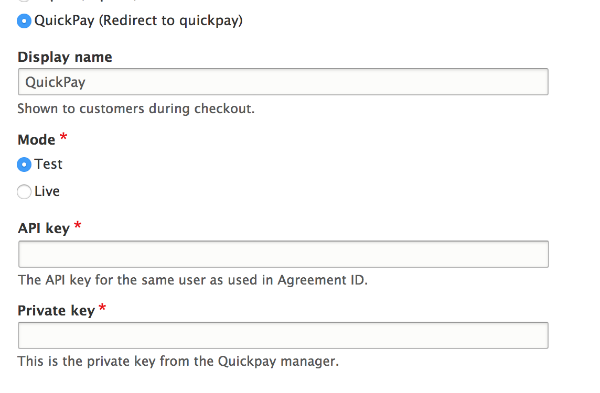 QuickPay (Redirect to quickpay)
Display name
QuickPay
Shown to customers during checkout.
Mode *
Test
Live
API key *
The API key for the same user as used in Agreement ID.
Private key *
This is the private key from the Quickpay manager.